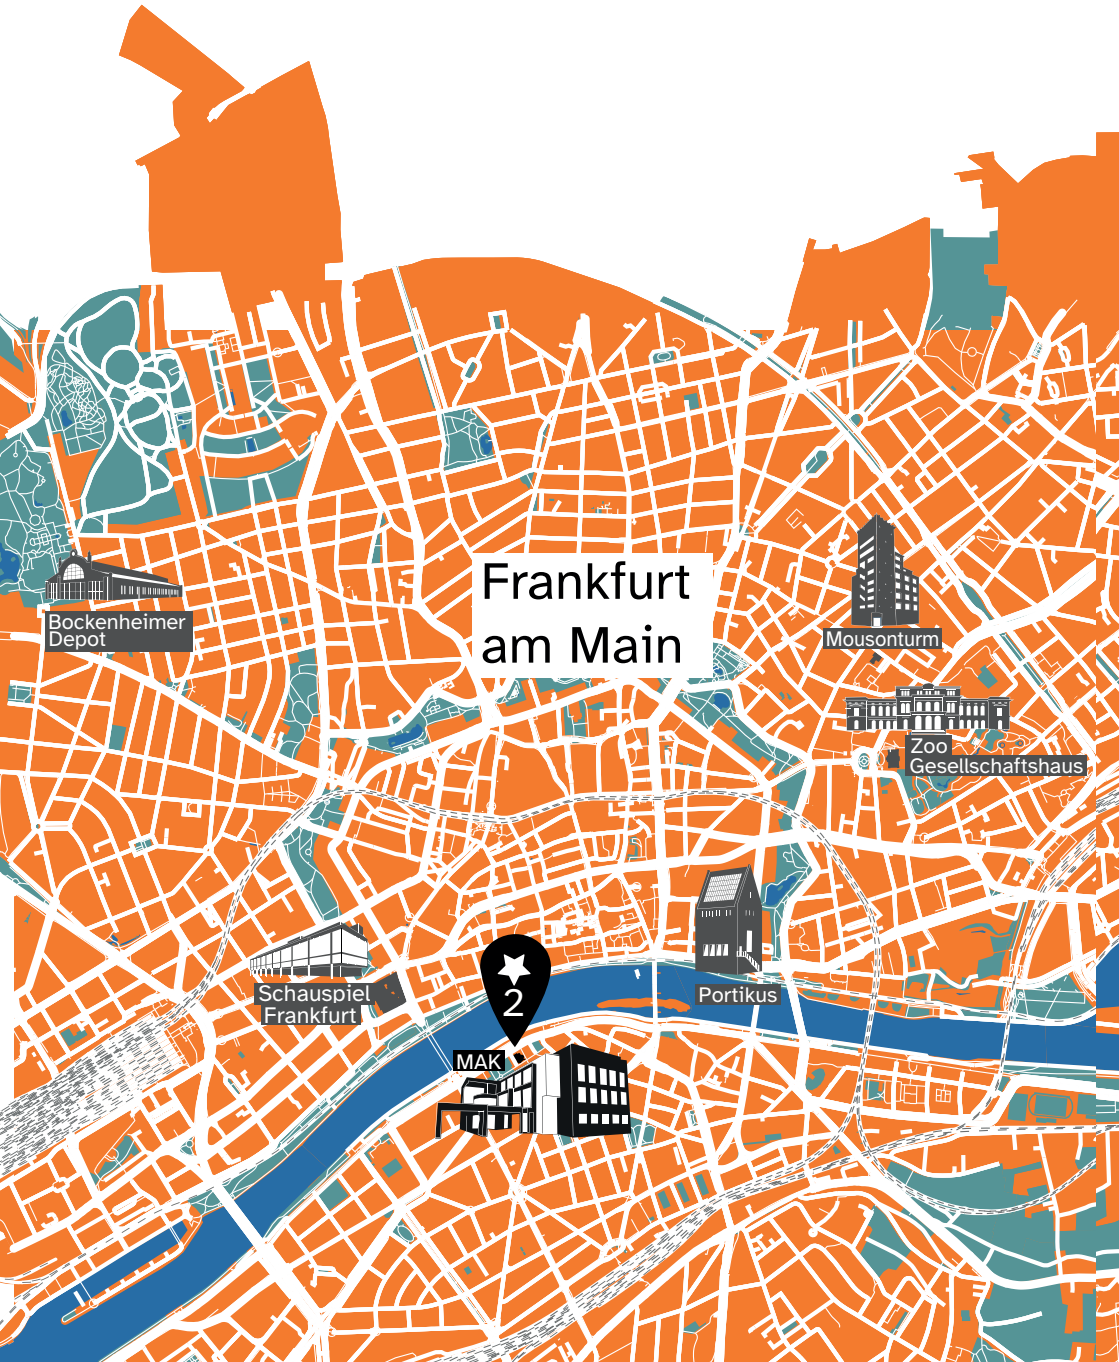 Frankfurt
am Main
Bockenheimer
Depot
Mousonturm
Zoo
Gesellschaftshaus
Schauspiel
Frankfurt
Portikus
2
MAK